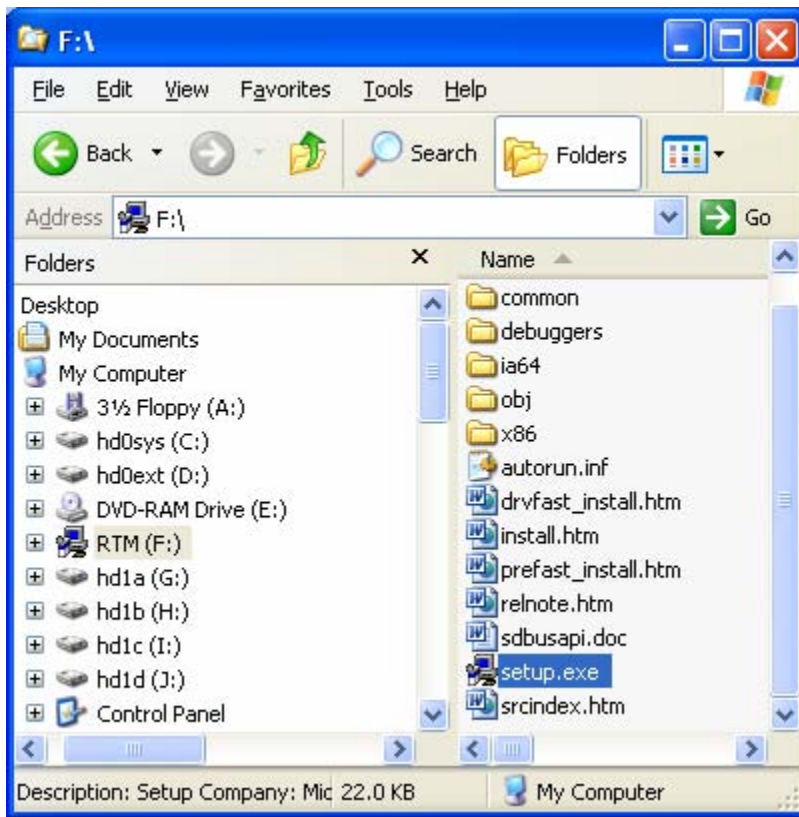 F:\
File Edit View Favorites Tools Help
Back Search Folders
Address F:\ Go
Folders
Desktop
My Documents
My Computer
3½ Floppy (A:)
hd0sys (C:)
hd0ext (D:)
DVD-RAM Drive (E:)
RTM (F:)
hd1a (G:)
hd1b (H:)
hd1c (I:)
hd1d (J:)
Control Panel
Name
common
debuggers
ia64
obj
x86
autorun.inf
drvfast_install.htm
install.htm
prefast_install.htm
relnote.htm
sdbusapi.doc
setup.exe
srcindex.htm
Description: Setup Company: Mic 22.0 KB My Computer